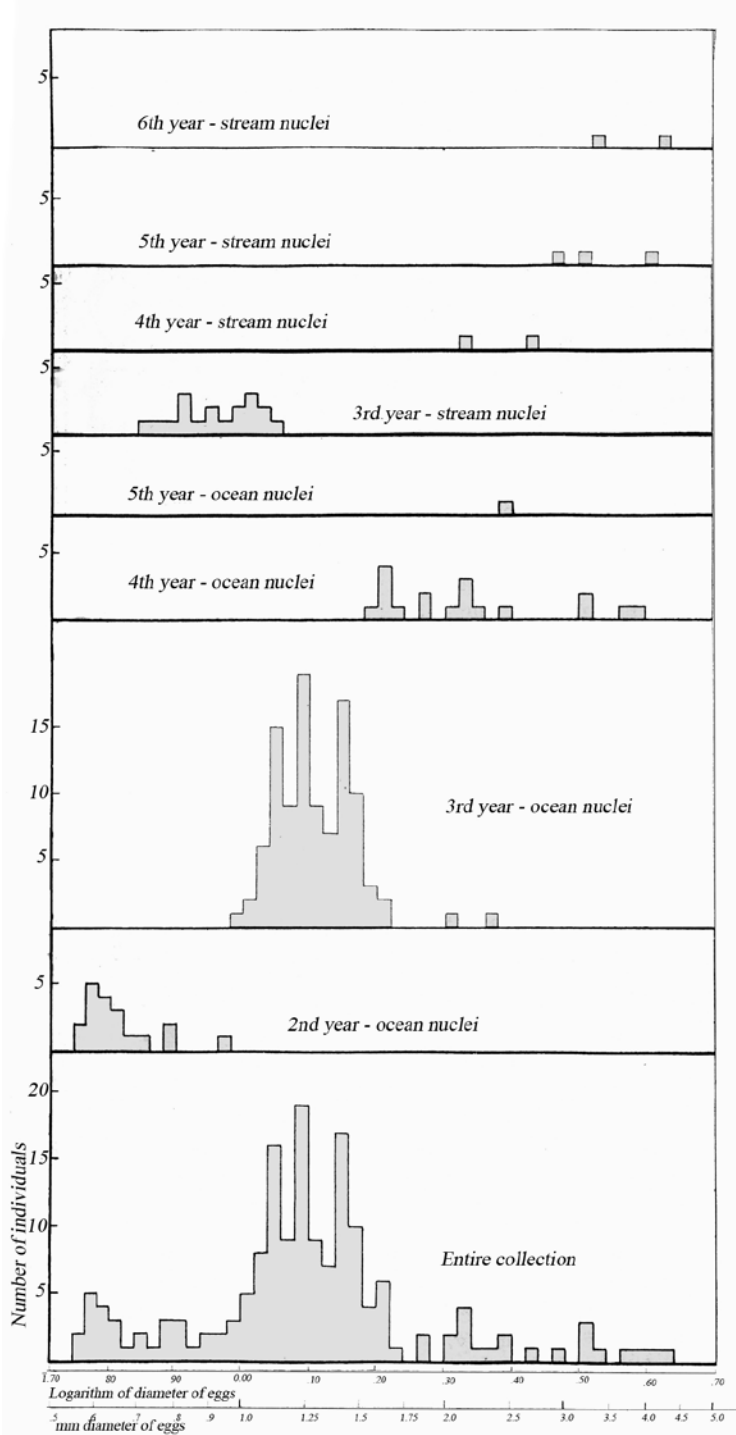 5
6th year - stream nuclei
5
5th year - stream nuclei
5
4th year - stream nuclei
5
3rd year - stream nuclei
5
5th year - ocean nuclei
5
4th year - ocean nuclei
15
10
3rd year - ocean nuclei
5
5
2nd year - ocean nuclei
20
15
10
Entire collection
5
Number of individuals
1.70 .80 .90 0.00 .10 .20 .30 .40 .50 .60 .70
Logarithm of diameter of eggs
.5 .6 .7 .8 .9 1.0 1.25 1.5 1.75 2.0 2.5 3.0 3.5 4.0 4.5 5.0
mm diameter of eggs